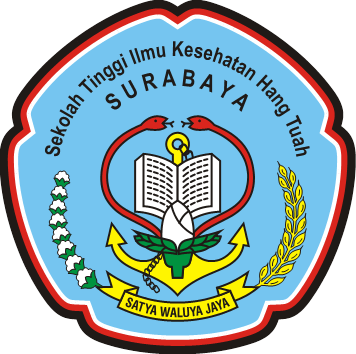 Sekolah Tinggi Ilmu Kesehatan Hang Tuah
SURABAYA
SATYA WALUYA JAYA